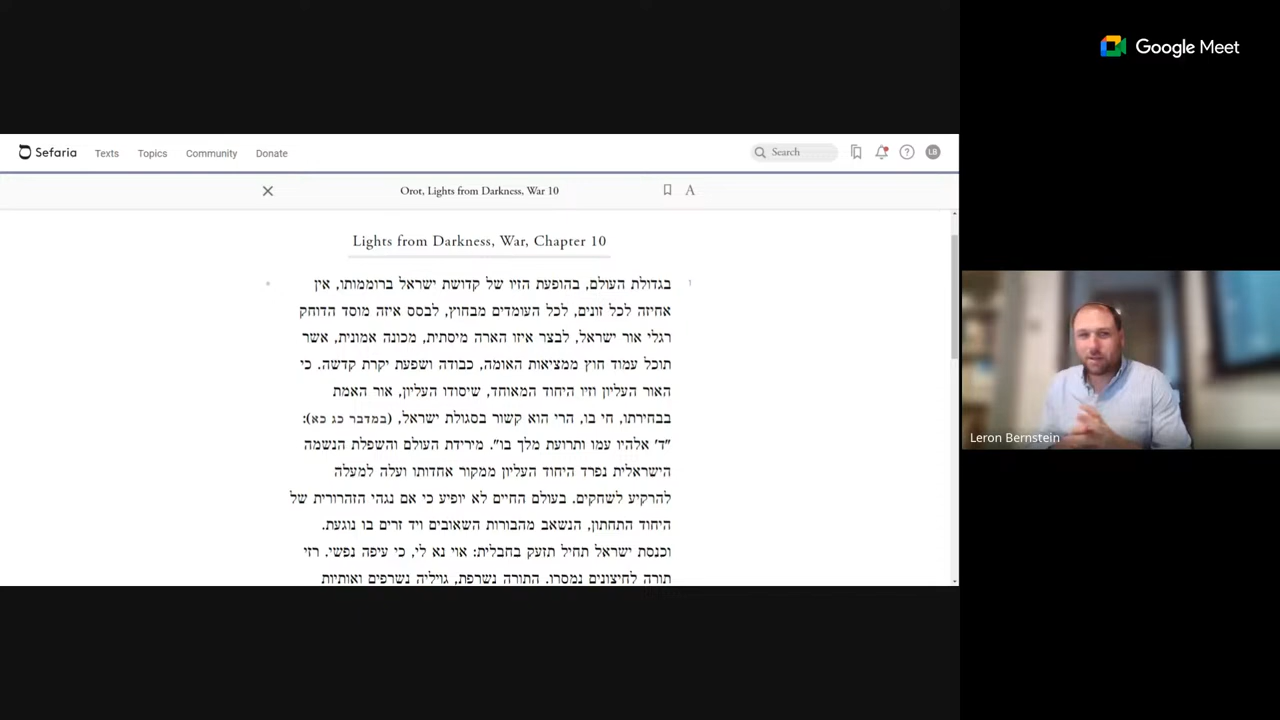 Google Meet
Sefaria
Texts
Topics
Community
Donate
Search
LB
Orot, Lights from Darkness, War 10
A
Lights from Darkness, War, Chapter 10
בגדולת העולם, בהופעת הזיו של קדושת ישראל ברוממותו, אין
אחיזה לכל זונים, לכל העומדים מבחוץ, לבסס איזה מוסד הדוחק
רגלי אור ישראל, לבצר איזו הארה מיסתית, מכונה אמונית, אשר
תוכל עמוד חוץ ממציאות האומה, כבודה ושפעת יקרת קדשה. כי
האור העליון וזיו היחוד המאוחד, שיסודו העליון, אור האמת
בבחירתו, חי בו, הרי הוא קשור בסגולת ישראל, (במדבר כג כא):
"ד' אלהיו עמו ותרועת מלך בו". מירידת העולם והשפלת הנשמה
הישראלית נפרד היחוד העליון ממקור אחדותו ועלה למעלה
להרקיע לשחקים. בעולם החיים לא יופיע כי אם נגהי הזהרורית של
היחוד התחתון, הנשאב מהבורות השאובים ויד זרים בו נוגעת.
וכנסת ישראל תחיל תזעק בחבלית: אוי נא לי, כי עיפה נפשי. רזי
תורה לחיצונים נמסרו. התורה נשרפת, גויליה נשרפים ואותיות
Leron Bernstein